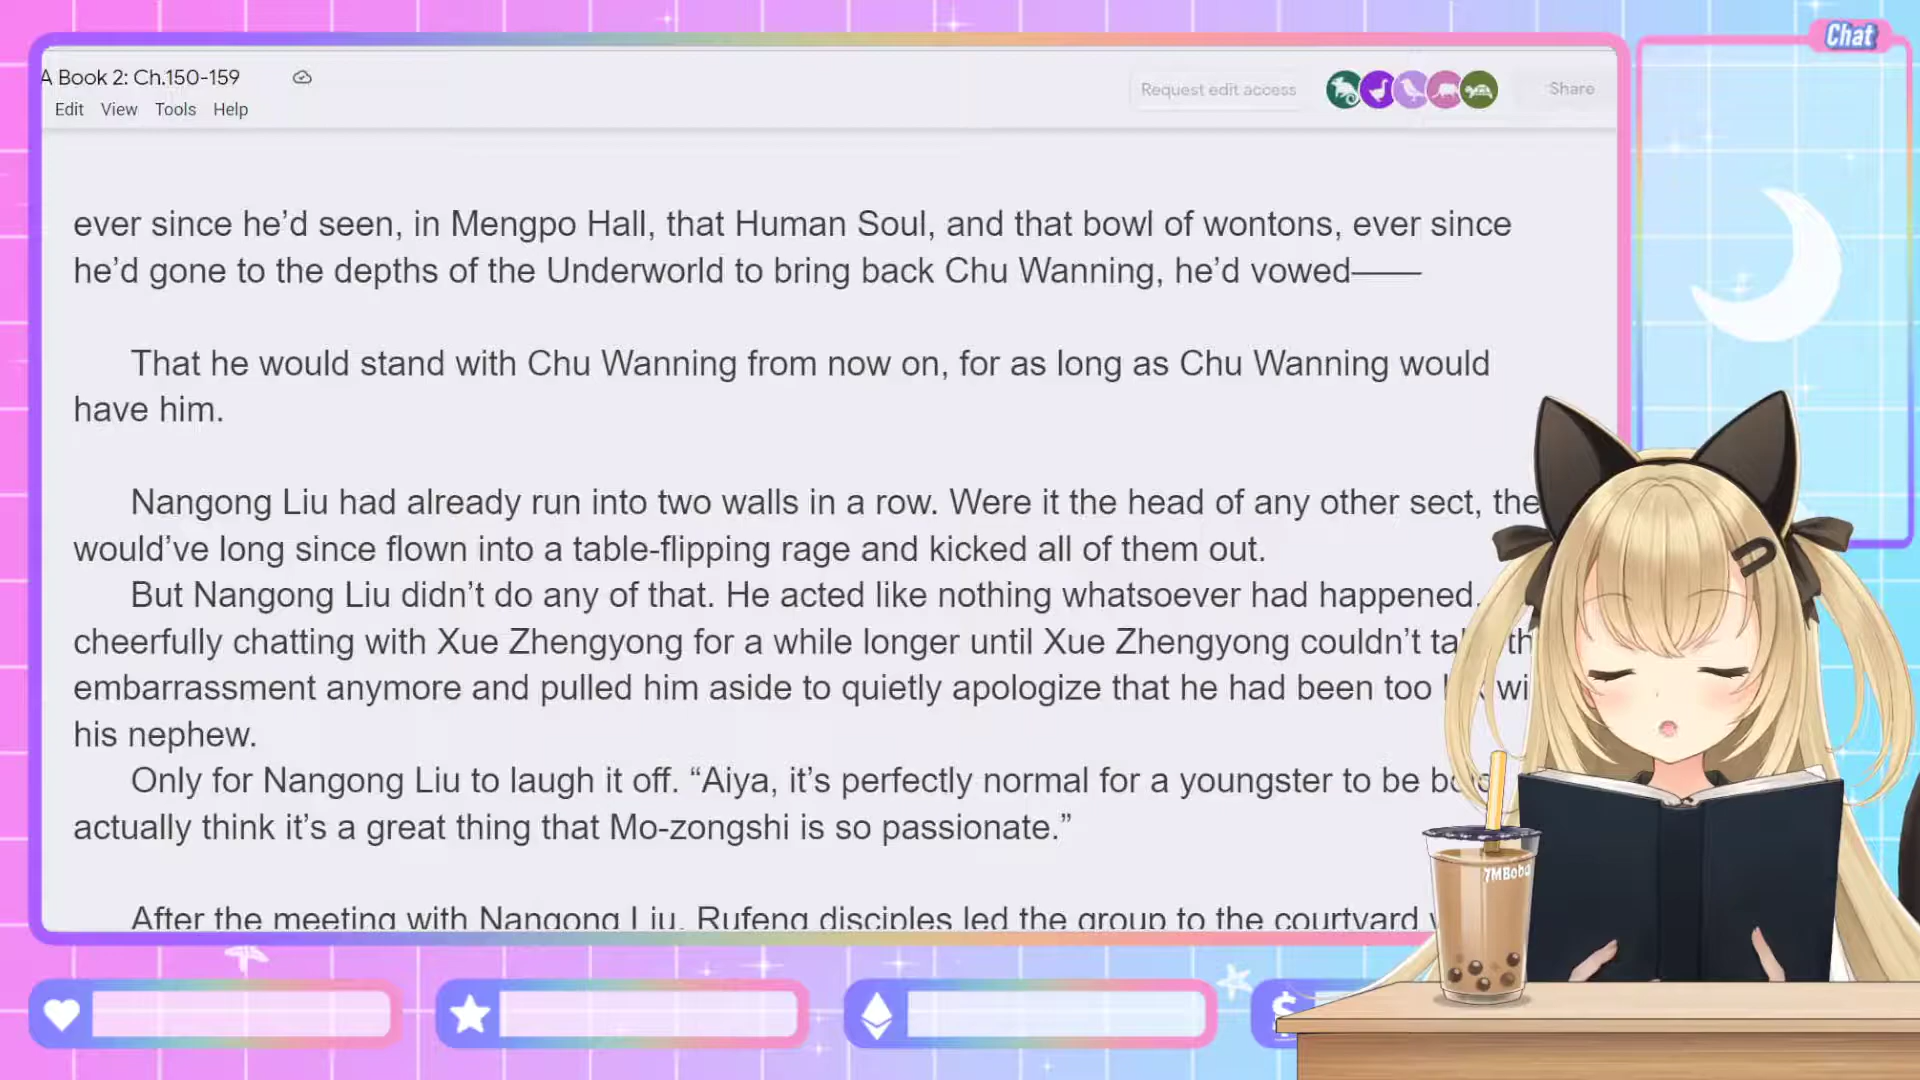 Chat
A Book 2: Ch.150-159
Request edit access
Share
Edit View Tools Help
ever since he’d seen, in Mengpo Hall, that Human Soul, and that bowl of wontons, ever since
he’d gone to the depths of the Underworld to bring back Chu Wanning, he’d vowed——
That he would stand with Chu Wanning from now on, for as long as Chu Wanning would
have him.
Nangong Liu had already run into two walls in a row. Were it the head of any other sect, the
would’ve long since flown into a table-flipping rage and kicked all of them out.
But Nangong Liu didn’t do any of that. He acted like nothing whatsoever had happened,
cheerfully chatting with Xue Zhengyong for a while longer until Xue Zhengyong couldn’t
embarrassment anymore and pulled him aside to quietly apologize that he had been too
his nephew.
Only for Nangong Liu to laugh it off. “Aiya, it’s perfectly normal for a youngster to be
actually think it’s a great thing that Mo-zongshi is so passionate.”
After the meeting with Nangong Liu, Rufeng disciples led the group to the courtyard
7MBoba